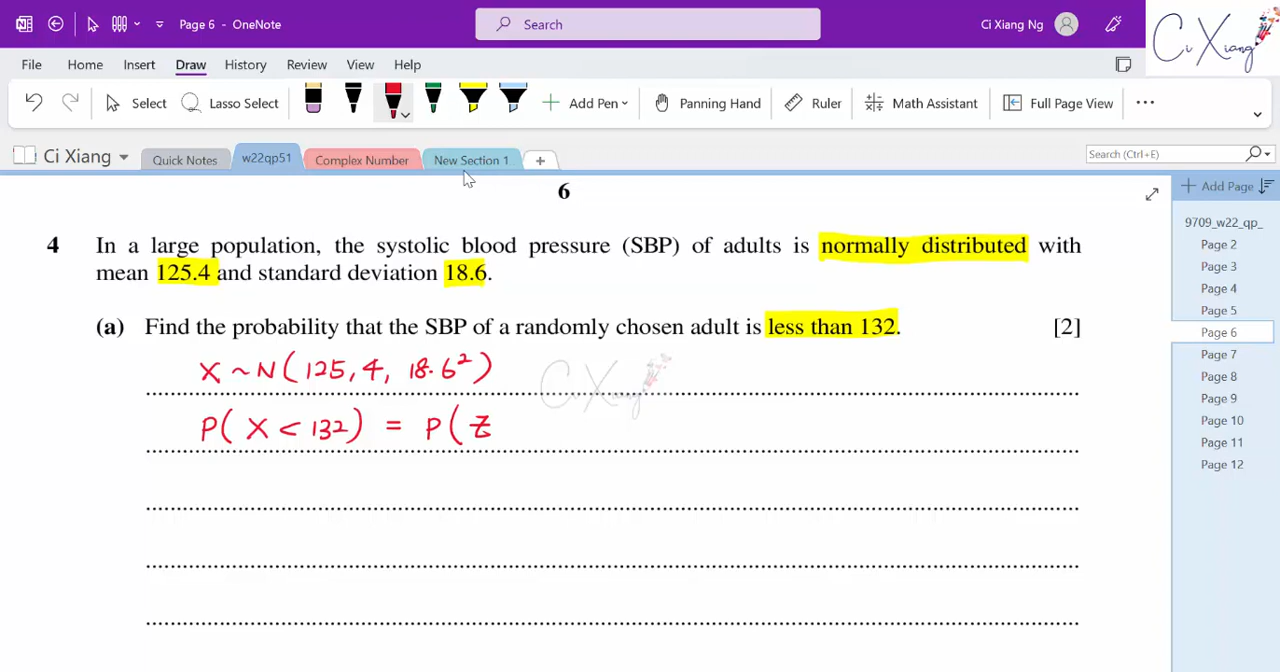 Page 6 - OneNote
Search
Ci Xiang Ng
Ci Xiang
File Home Insert Draw History Review View Help
Select Lasso Select Add Pen Panning Hand Ruler Math Assistant Full Page View
Ci Xiang Quick Notes w22qp51 Complex Number New Section 1 + Search (Ctrl+E)
6
Add Page
9709_w22_qp_
Page 2
Page 3
Page 4
Page 5
Page 6
Page 7
Page 8
Page 9
Page 10
Page 11
Page 12
4 In a large population, the systolic blood pressure (SBP) of adults is normally distributed with
mean 125.4 and standard deviation 18.6.
(a) Find the probability that the SBP of a randomly chosen adult is less than 132. [2]
X ~ N( 125,4, 18.6²)
Ci Xiang
P( X < 132) = P( Z